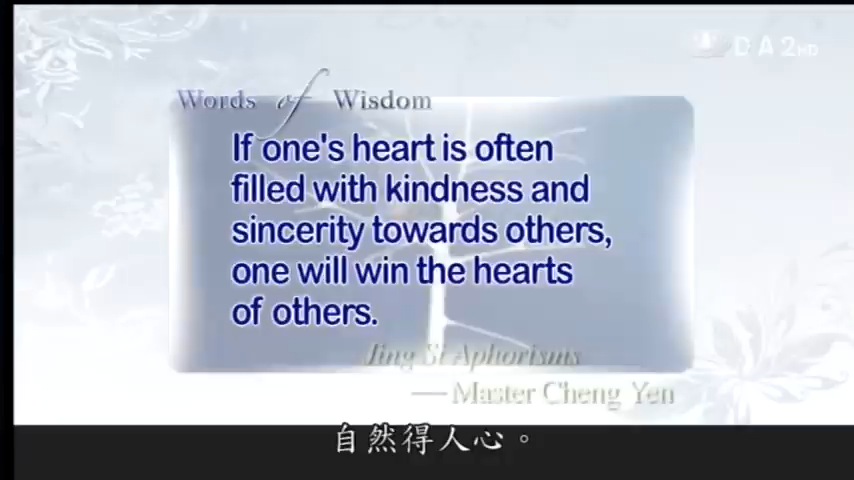 DA2HD
Words of Wisdom
If one's heart is often
filled with kindness and
sincerity towards others,
one will win the hearts
of others.
Jing Si Aphorisms
—Master Cheng Yen
自然得人心。